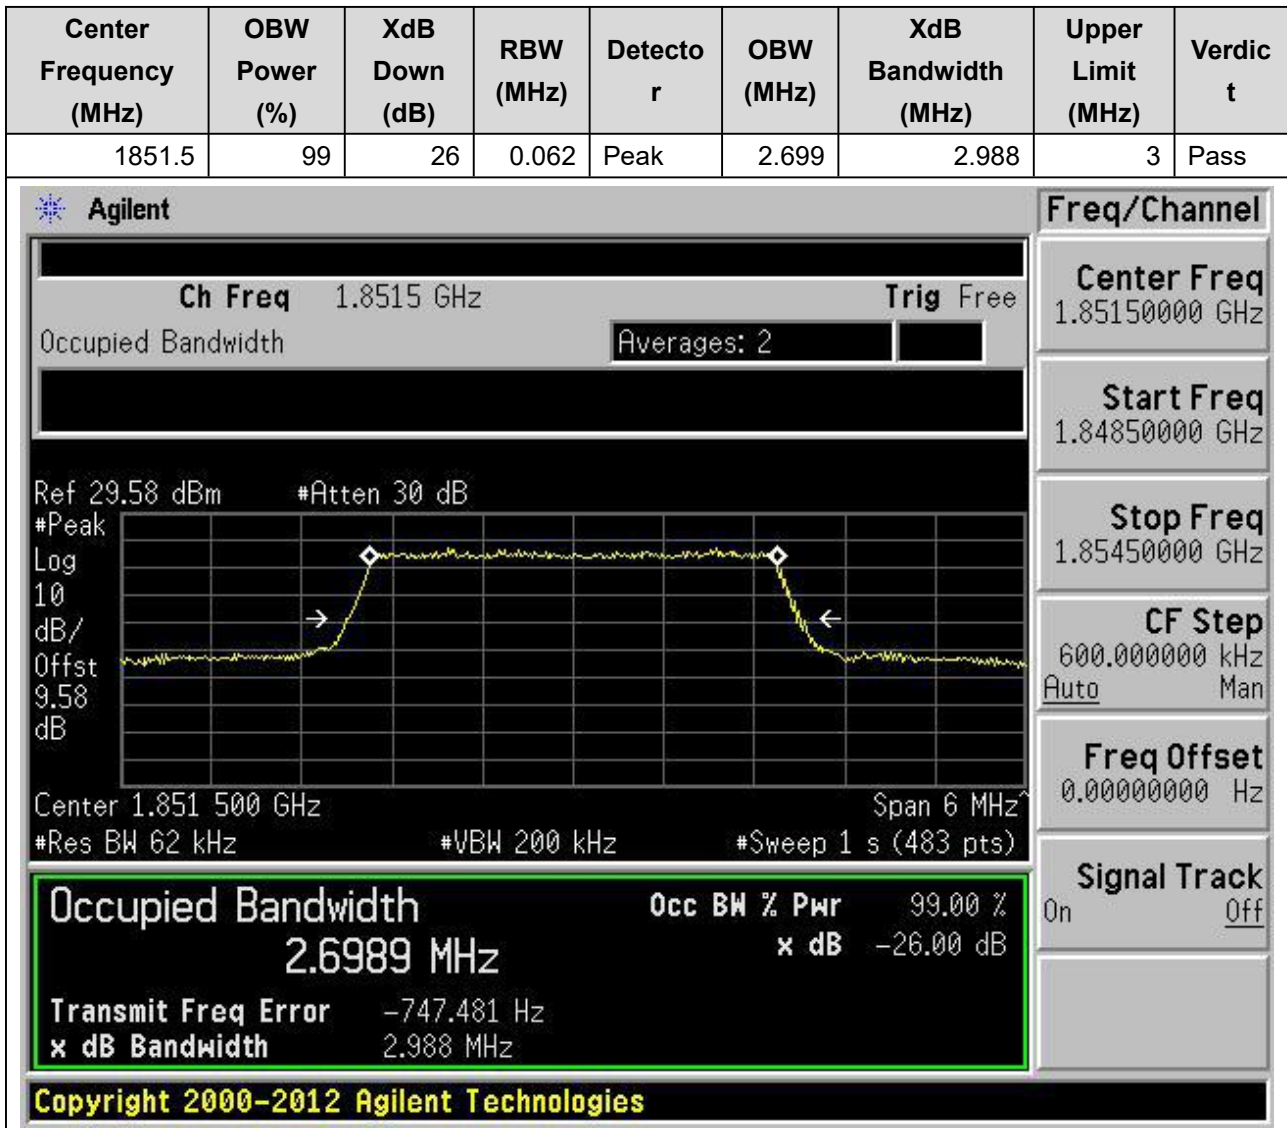 Center Frequency (MHz) OBW Power (%) XdB Down (dB) RBW (MHz) Detecto r OBW (MHz) XdB Bandwidth (MHz) Upper Limit (MHz) Verdic t
1851.5 99 26 0.062 Peak 2.699 2.988 3 Pass
Agilent
Freq/Channel
Ch Freq 1.8515 GHz Trig Free
Occupied Bandwidth Averages: 2
Center Freq
1.85150000 GHz
Start Freq
1.84850000 GHz
Stop Freq
1.85450000 GHz
CF Step
600.000000 kHz
Auto Man
Freq Offset
0.00000000 Hz
Signal Track
On Off
Ref 29.58 dBm #Atten 30 dB
#Peak
Log
10
dB/
Offst
9.58
dB
Center 1.851 500 GHz Span 6 MHz^
#Res BW 62 kHz #VBW 200 kHz #Sweep 1 s (483 pts)
Occupied Bandwidth Occ BW % Pwr 99.00 %
2.6989 MHz x dB -26.00 dB
Transmit Freq Error -747.481 Hz
x dB Bandwidth 2.988 MHz
Copyright 2000-2012 Agilent Technologies